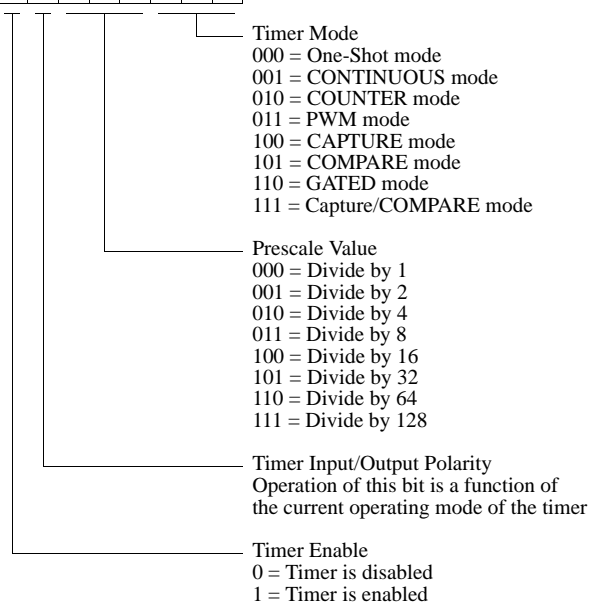 Timer Mode
000 = One-Shot mode
001 = CONTINUOUS mode
010 = COUNTER mode
011 = PWM mode
100 = CAPTURE mode
101 = COMPARE mode
110 = GATED mode
111 = Capture/COMPARE mode
Prescale Value
000 = Divide by 1
001 = Divide by 2
010 = Divide by 4
011 = Divide by 8
100 = Divide by 16
101 = Divide by 32
110 = Divide by 64
111 = Divide by 128
Timer Input/Output Polarity
Operation of this bit is a function of
the current operating mode of the timer
Timer Enable
0 = Timer is disabled
1 = Timer is enabled